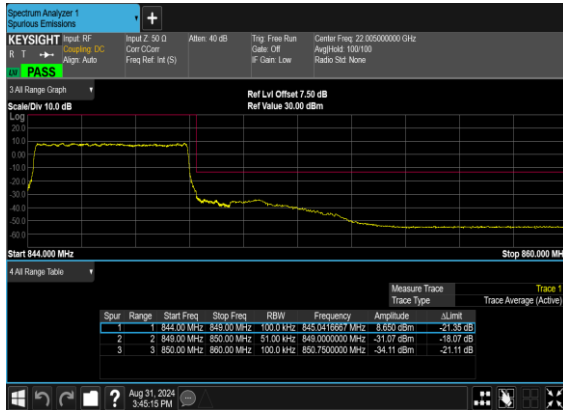 Spectrum Analyzer 1
Spurious Emissions
KEYSIGHT Input: RF Input Z: 50 Ω Atten: 40 dB Trig: Free Run Center Freq: 22.005000000 GHz
R T Coupling: DC Corr CCorr Gate: Off Avg|Hold: 100/100
Align: Auto Freq Ref: Int (S) IF Gain: Low Radio Std: None
PASS
3 All Range Graph
Ref Lvl Offset 7.50 dB
Scale/Div 10.0 dB Ref Value 30.00 dBm
Log
20.0
10.0
0.00
-10.0
-20.0
-30.0
-40.0
-50.0
-60.0
Start 844.000 MHz Stop 860.000 MH
4 All Range Table
Measure Trace Trace 1
Trace Type Trace Average (Active)
Spur Range Start Freq Stop Freq RBW Frequency Amplitude ΔLimit
1 1 844.00 MHz 849.00 MHz 100.0 kHz 845.0416667 MHz 8.650 dBm -21.35 dB
2 2 849.00 MHz 850.00 MHz 51.00 kHz 849.0000000 MHz -31.07 dBm -18.07 dB
3 3 850.00 MHz 860.00 MHz 100.0 kHz 850.7500000 MHz -34.11 dBm -21.11 dB
Aug 31, 2024
3:45:15 PM